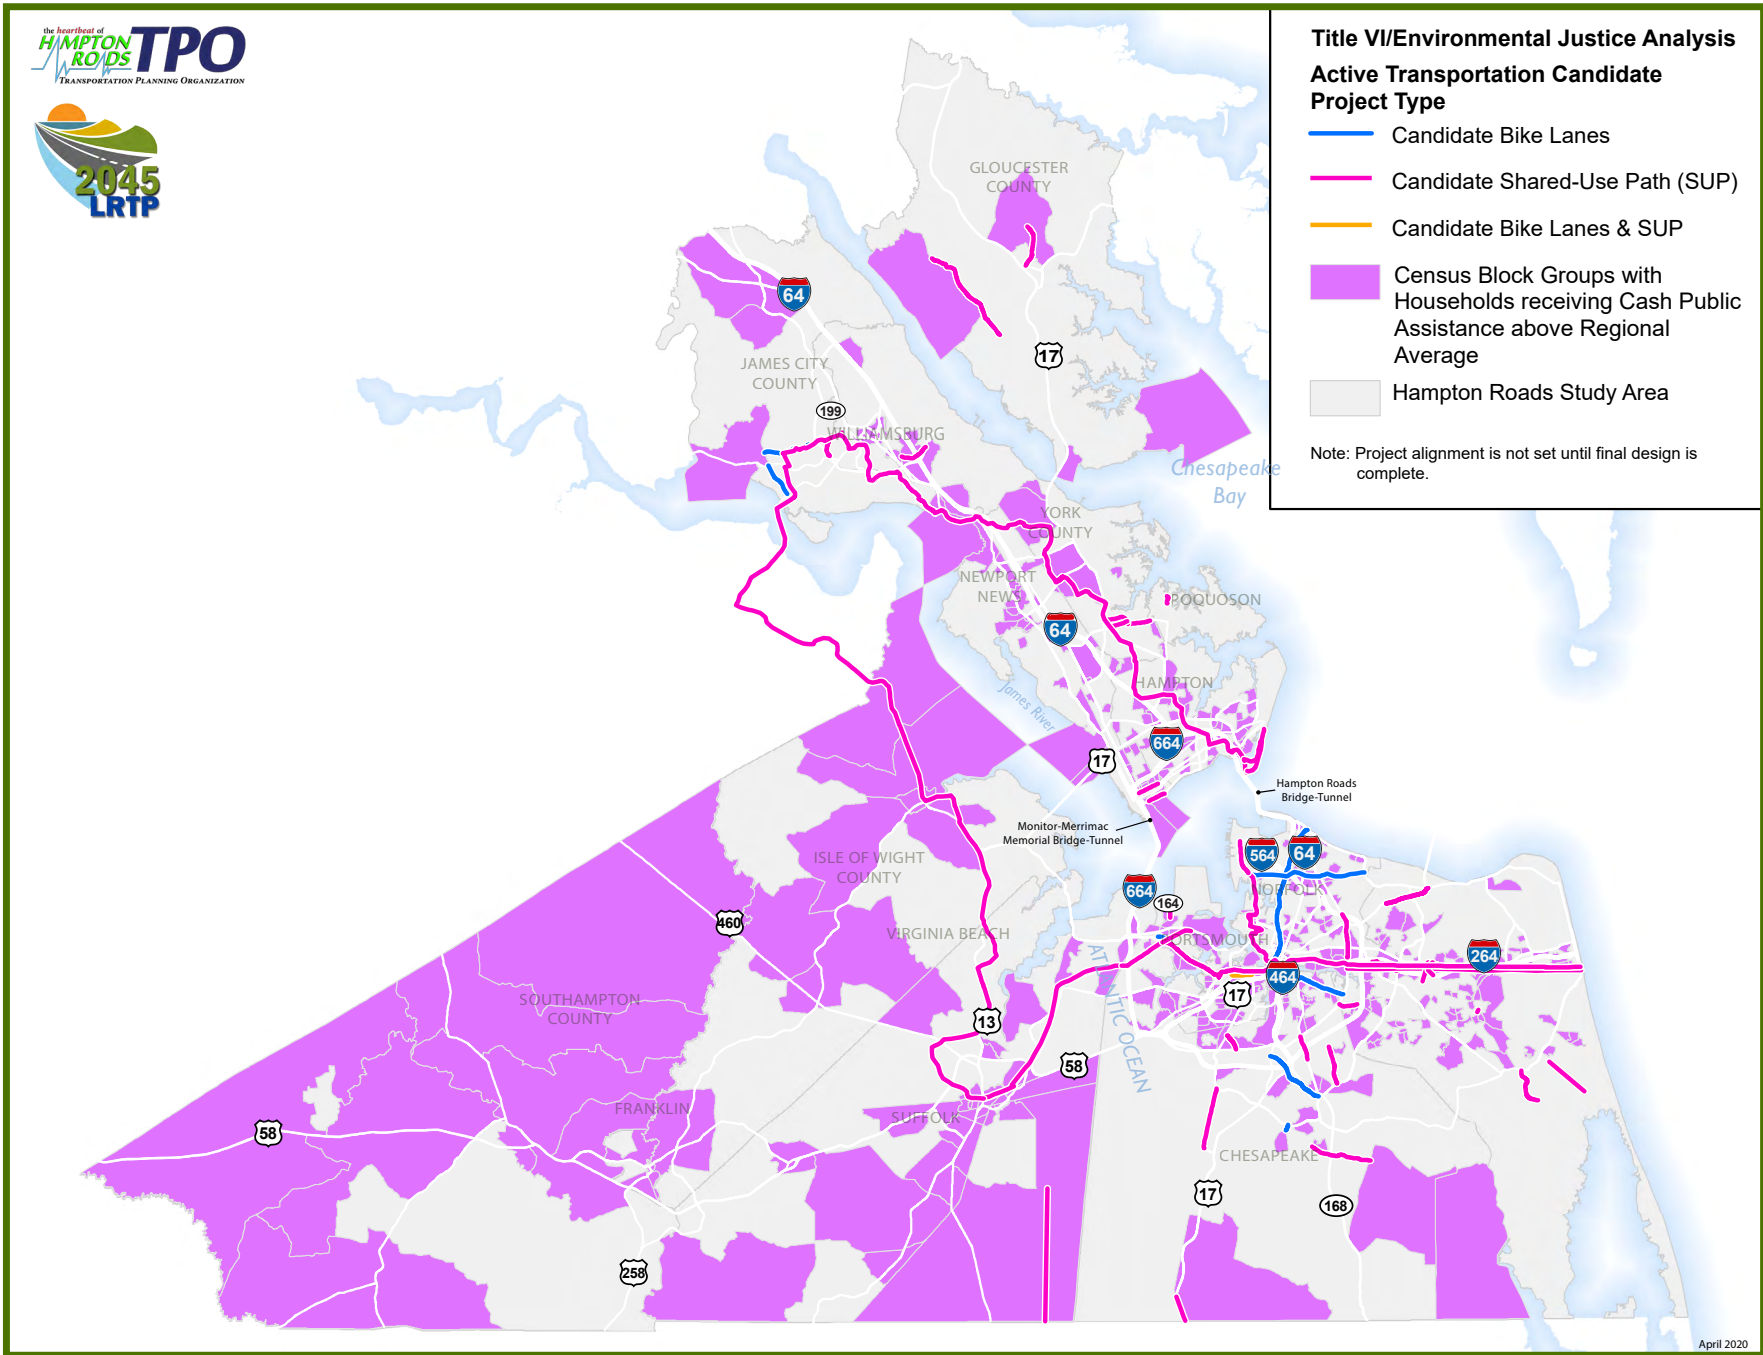 the heartbeat of
HAMPTON
ROADS
TPO
TRANSPORTATION PLANNING ORGANIZATION
2045
LRTP
Title VI/Environmental Justice Analysis
Active Transportation Candidate
Project Type
Candidate Bike Lanes
Candidate Shared-Use Path (SUP)
Candidate Bike Lanes & SUP
Census Block Groups with
Households receiving Cash Public
Assistance above Regional
Average
Hampton Roads Study Area
Note: Project alignment is not set until final design is
complete.
GLOUCESTER
COUNTY
64
17
JAMES CITY
COUNTY
199
WILLIAMSBURG
Chesapeake
Bay
YORK
COUNTY
NEWPORT
NEWS
POQUOSON
64
HAMPTON
James River
664
17
Hampton Roads
Bridge-Tunnel
Monitor-Merrimac
Memorial Bridge-Tunnel
564
64
ISLE OF WIGHT
COUNTY
664
164
NORFOLK
460
VIRGINIA BEACH
PORTSMOUTH
264
464
17
SOUTHAMPTON
COUNTY
13
ATLANTIC OCEAN
58
FRANKLIN
SUFFOLK
58
CHESAPEAKE
17
168
258
April 2020